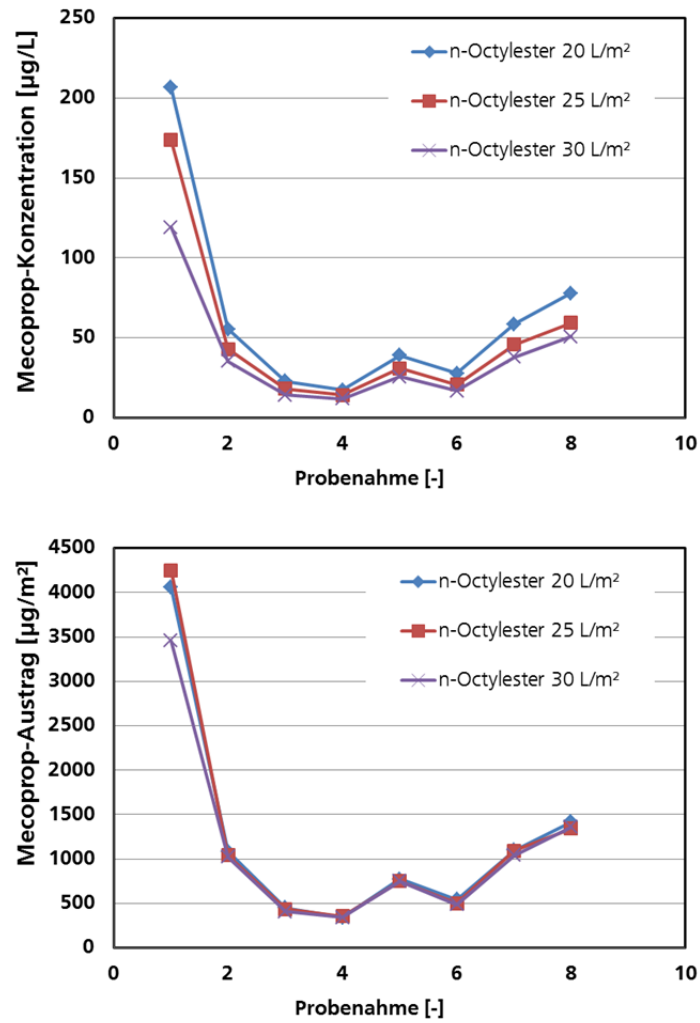 Mecoprop-Konzentration [µg/L]
250
200
150
100
50
0
n-Octylester 20 L/m²
n-Octylester 25 L/m²
n-Octylester 30 L/m²
0 2 4 6 8 10
Probenahme [-]
Mecoprop-Austrag [µg/m²]
4500
4000
3500
3000
2500
2000
1500
1000
500
0
n-Octylester 20 L/m²
n-Octylester 25 L/m²
n-Octylester 30 L/m²
0 2 4 6 8 10
Probenahme [-]